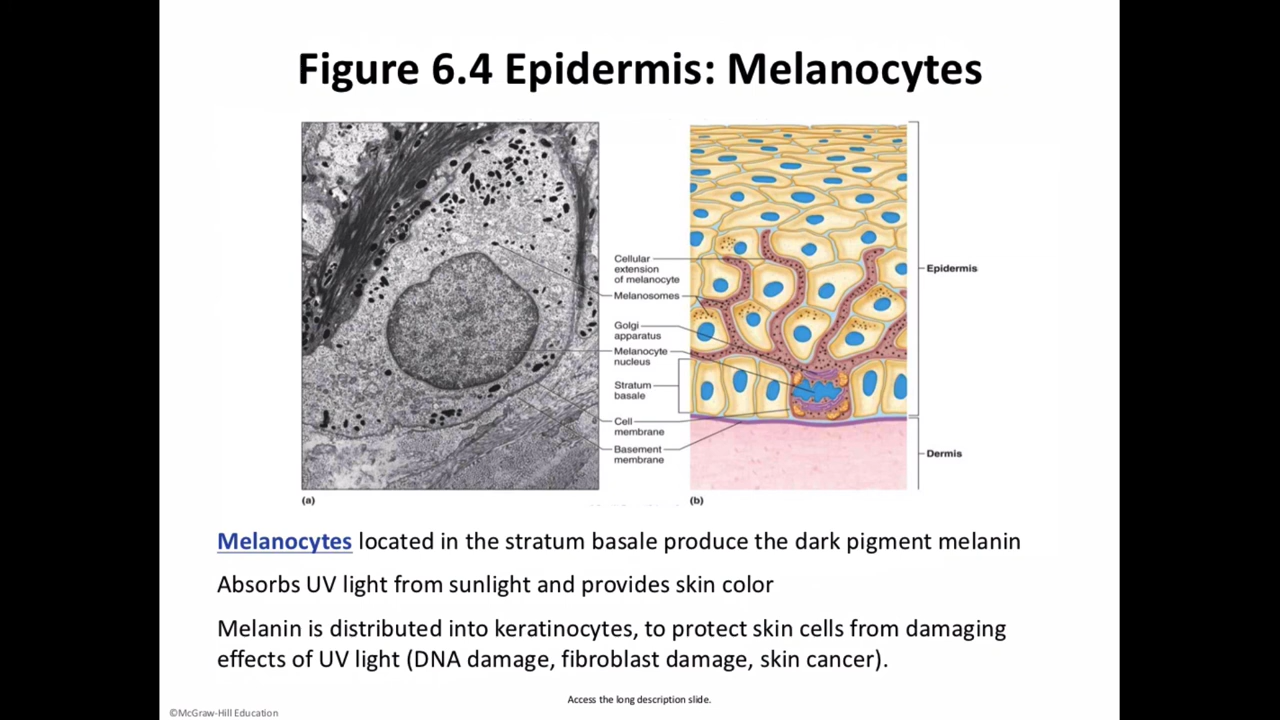 Figure 6.4 Epidermis: Melanocytes
Cellular
extension
of melanocyte
Melanosomes
Golgi
apparatus
Melanocyte
nucleus
Stratum
basale
Cell
membrane
Basement
membrane
Epidermis
Dermis
(a)
(b)
Melanocytes located in the stratum basale produce the dark pigment melanin
Absorbs UV light from sunlight and provides skin color
Melanin is distributed into keratinocytes, to protect skin cells from damaging
effects of UV light (DNA damage, fibroblast damage, skin cancer).
Access the long description slide.
©McGraw-Hill Education